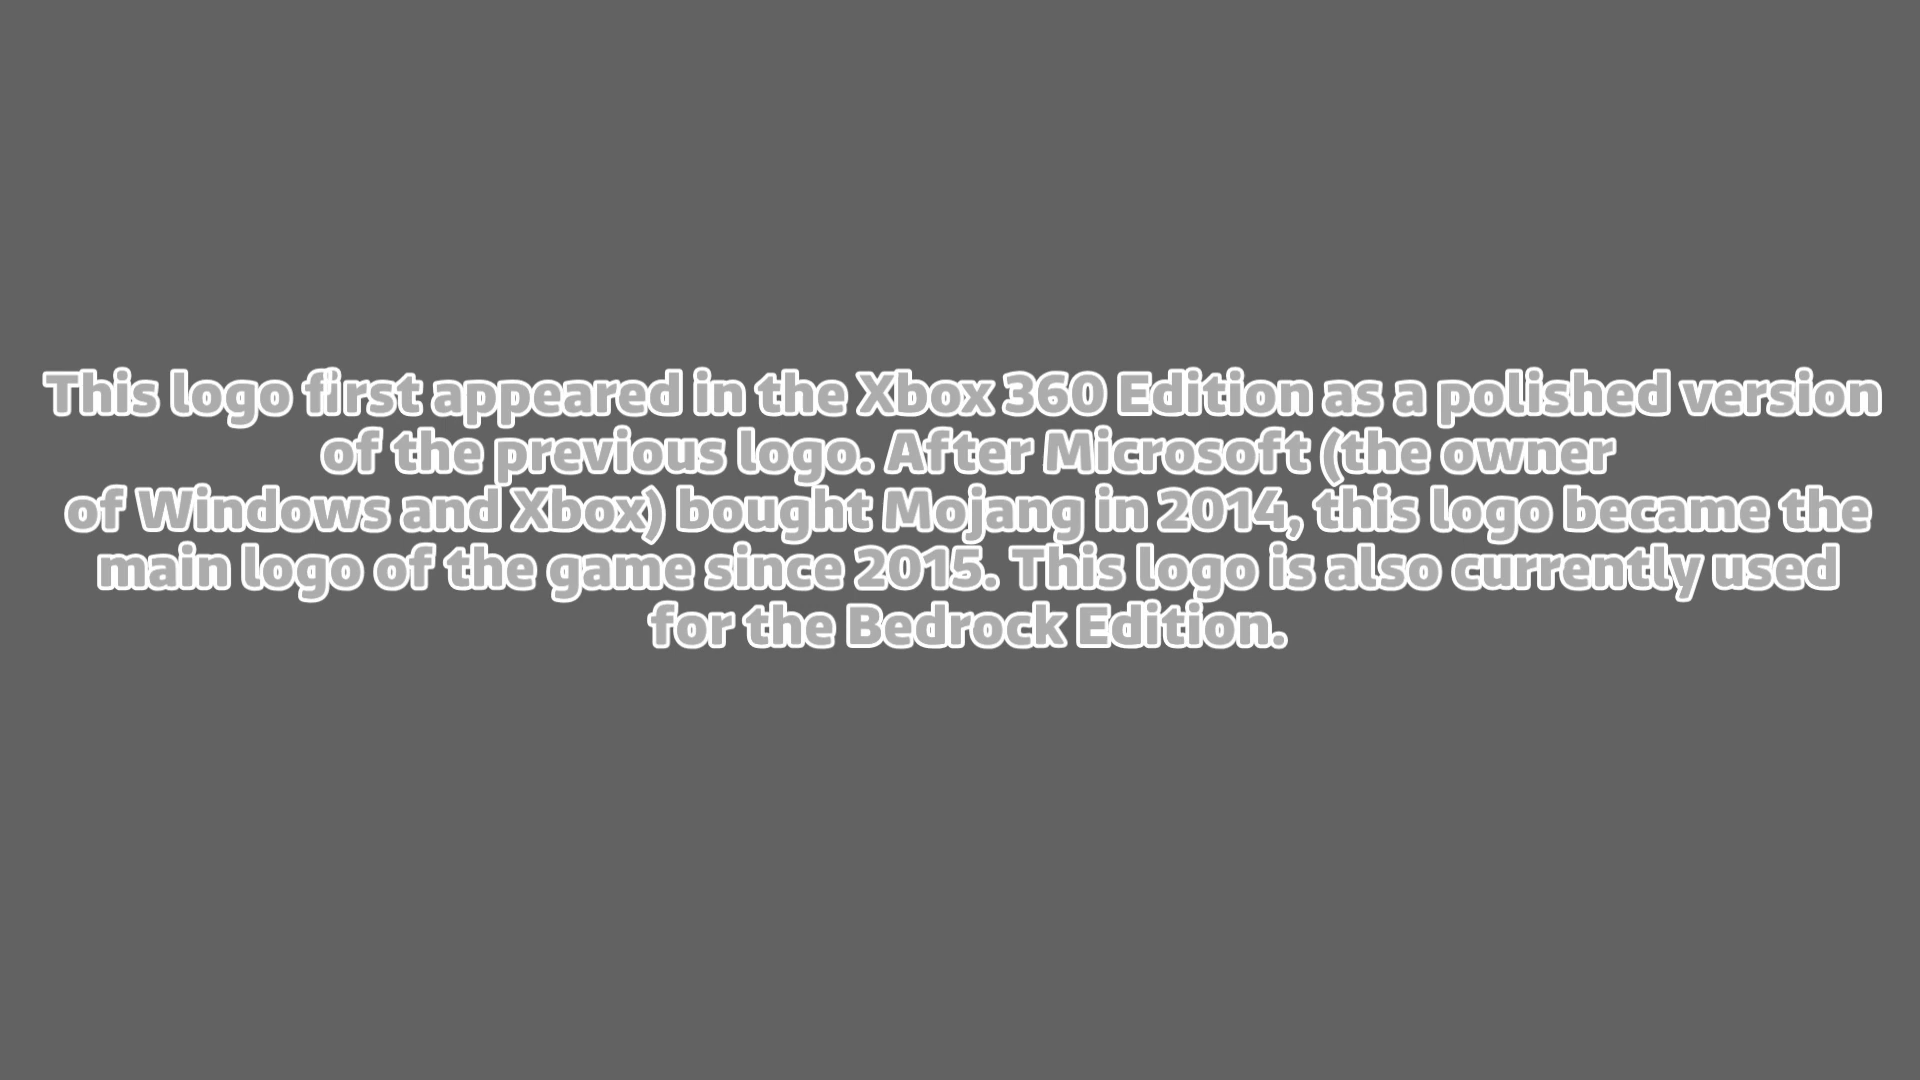 This logo first appeared in the Xbox 360 Edition as a polished version
of the previous logo. After Microsoft (the owner
of Windows and Xbox) bought Mojang in 2014, this logo became the
main logo of the game since 2015. This logo is also currently used
for the Bedrock Edition.